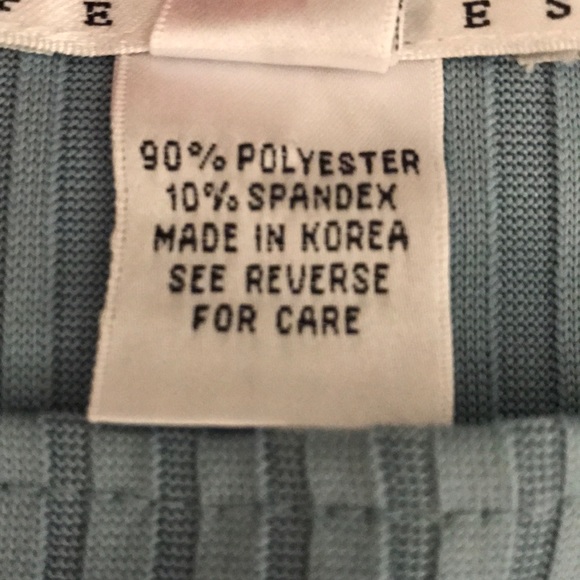 E E S
90% POLYESTER
10% SPANDEX
MADE IN KOREA
SEE REVERSE
FOR CARE